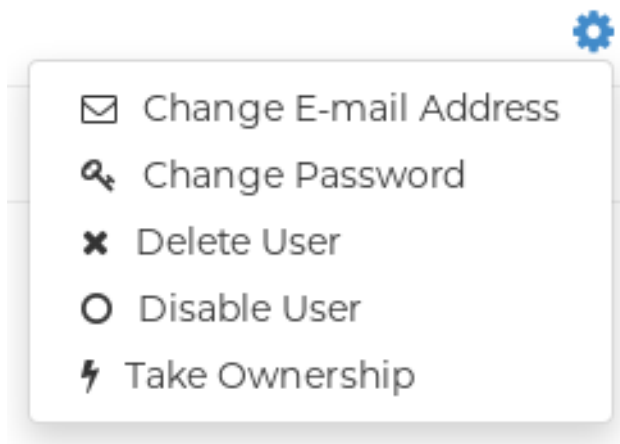 Change E-mail Address
Change Password
Delete User
Disable User
Take Ownership